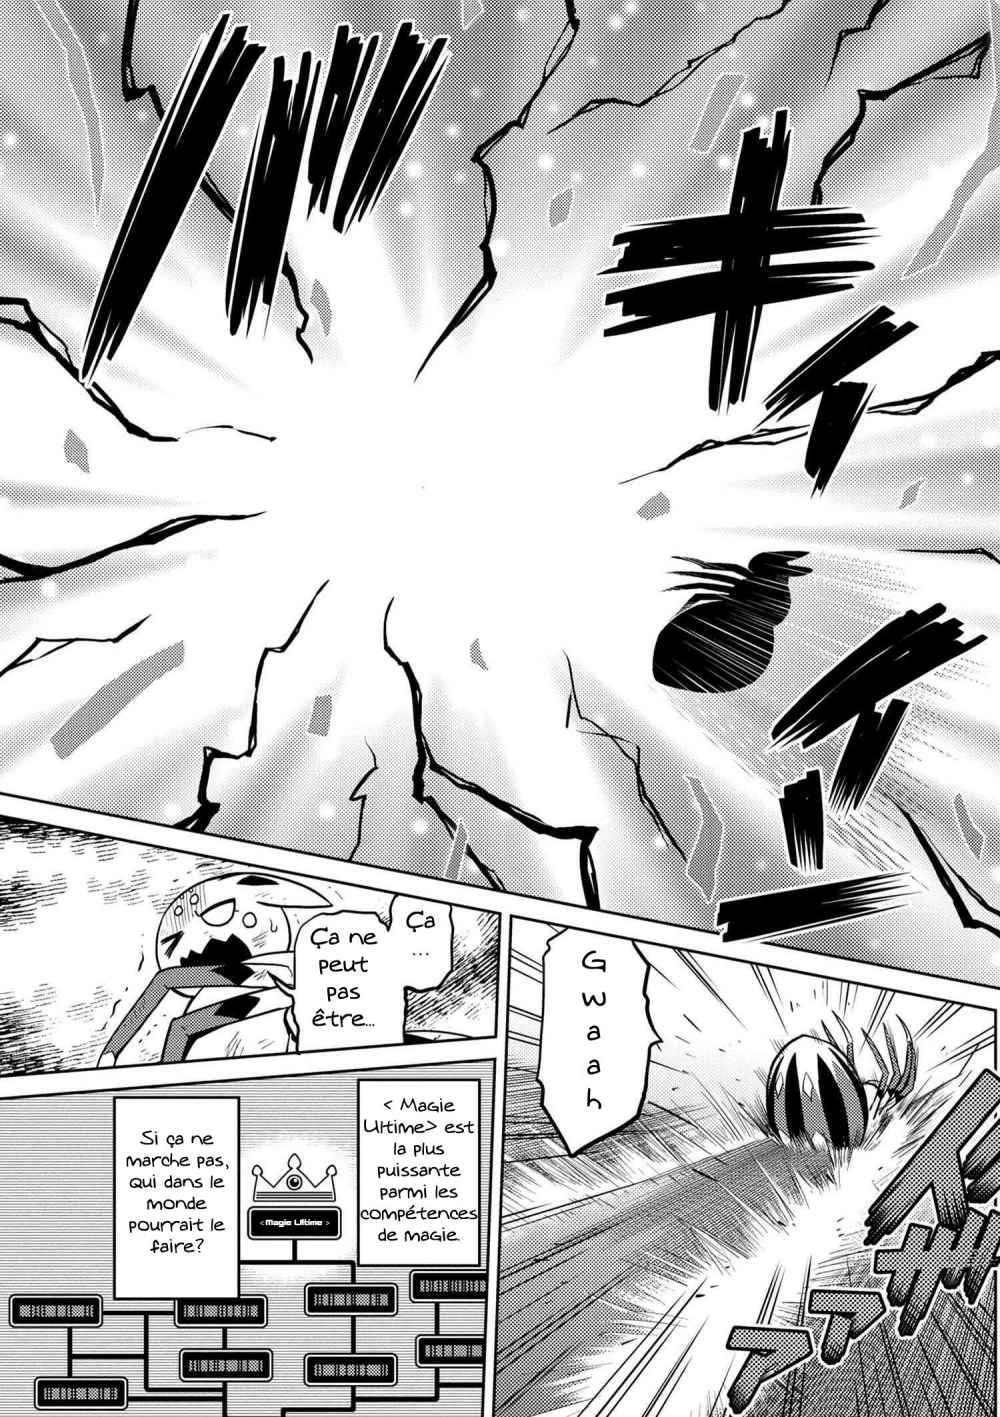 バキィィン
G
w
a
a
h
ズザアア
Ça
...
Ça ne
peut
pas
être...
< Magie
Ultime> est
la plus
puissante
parmi les
compétences
de magie.
< Magie Ultime >
Si ça ne
marche pas,
qui dans le
monde
pourrait le
faire?